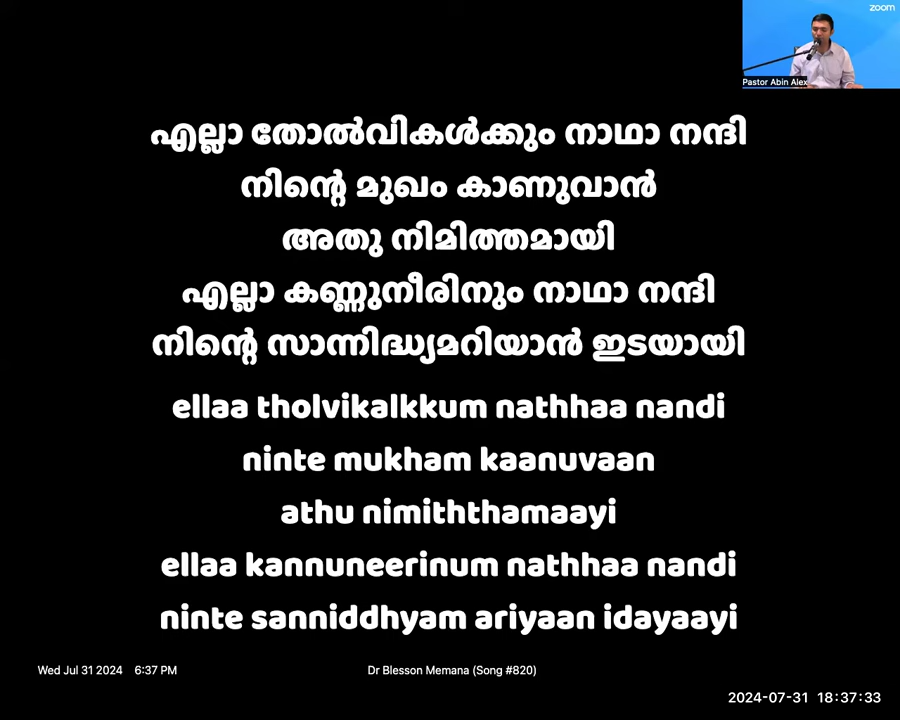 zoom
Pastor Abin Alex
എല്ലാ തോൽവികൾക്കും നാഥാ നന്ദി
നിന്റെ മുഖം കാണുവാൻ
അതു നിമിത്തമായി
എല്ലാ കണ്ണുനീരിനും നാഥാ നന്ദി
നിന്റെ സാന്നിദ്ധ്യമറിയാൻ ഇടയായി
ellaa tholvikalkkum nathhaa nandi
ninte mukham kaanuvaan
athu nimiththamaayi
ellaa kannuneerinum nathhaa nandi
ninte sanniddhyam ariyaan idayaayi
Wed Jul 31 2024 6:37 PM
Dr Blesson Memana (Song #820)
2024-07-31 18:37:33